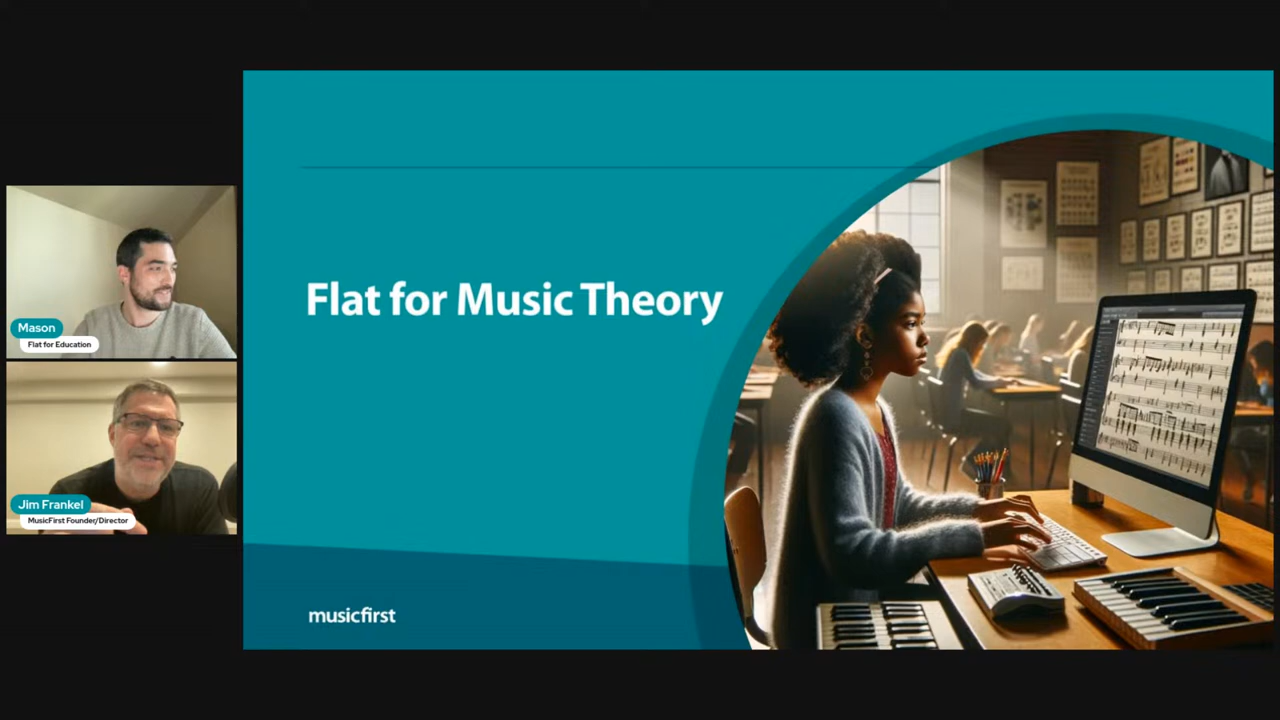 Mason
Flat for Education
Jim Frankel
MusicFirst Founder/Director
Flat for Music Theory
musicfirst